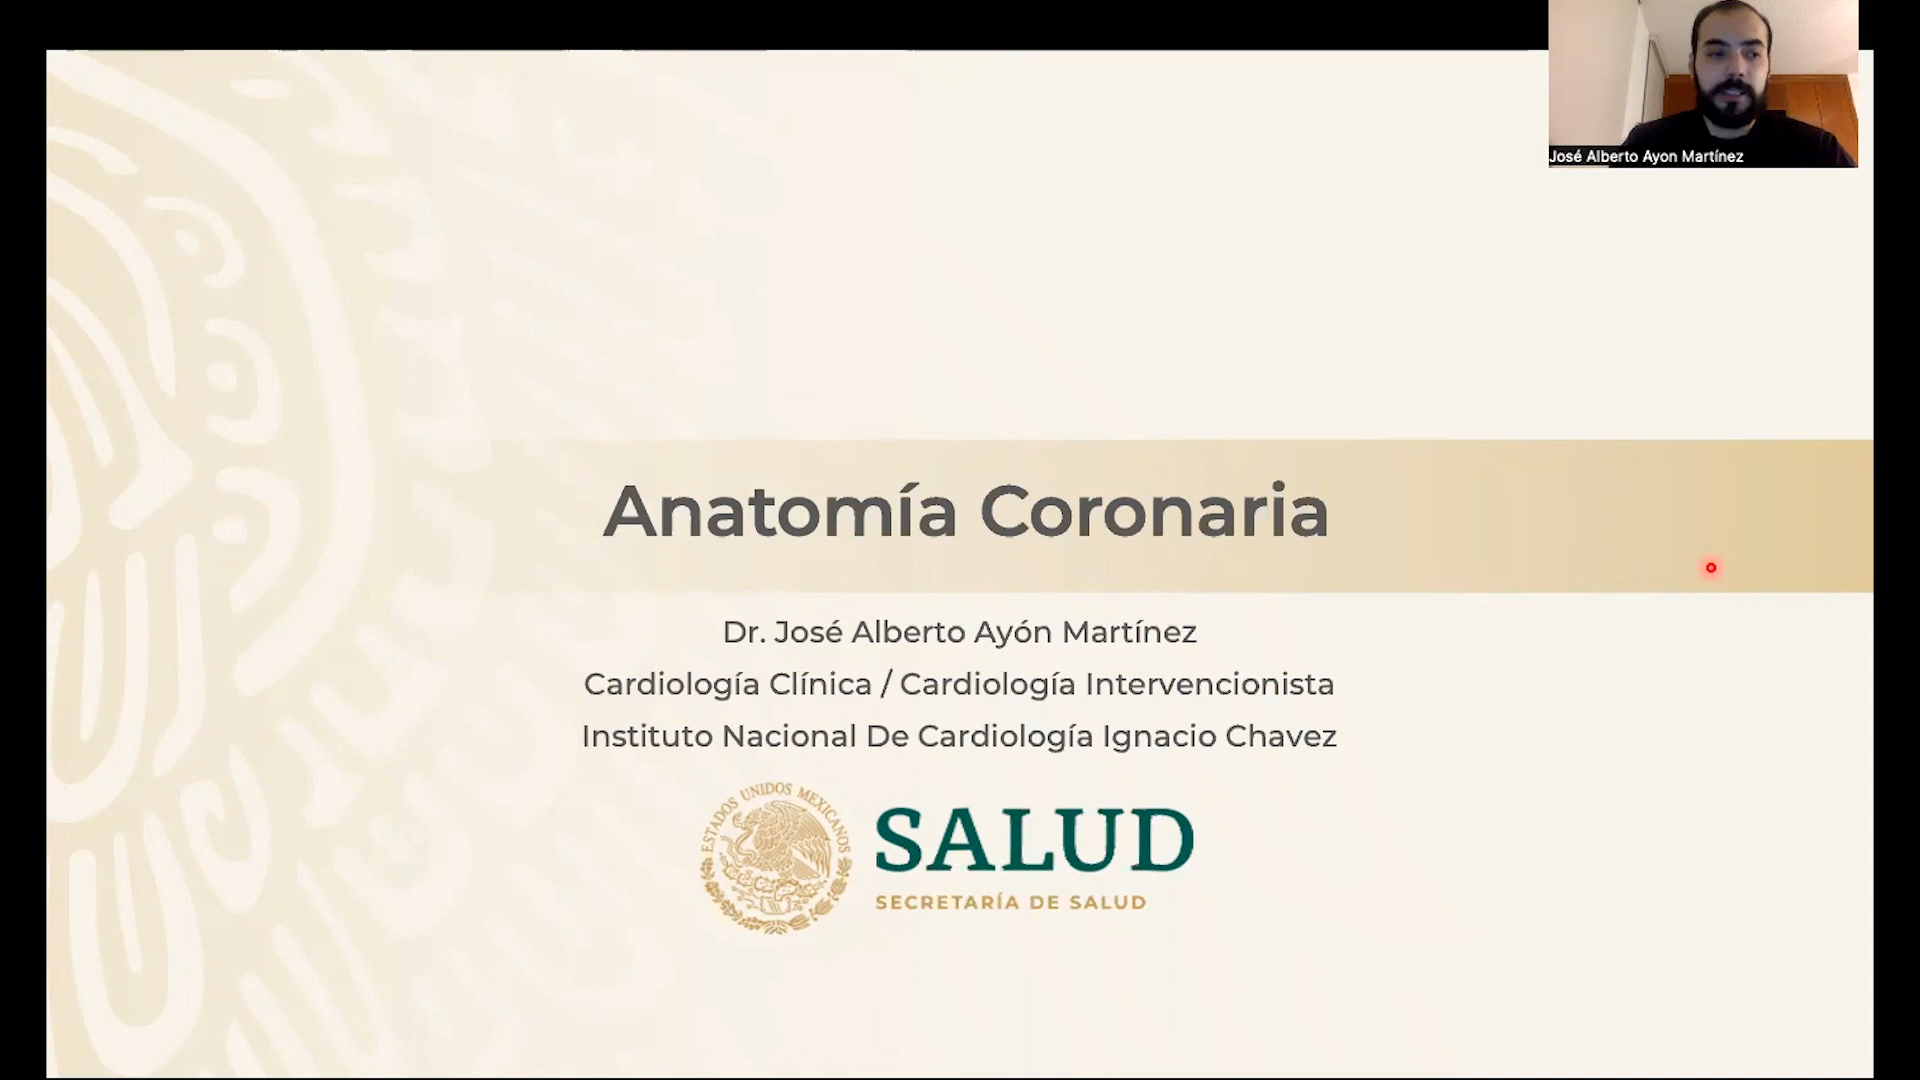 José Alberto Ayon Martínez
Anatomía Coronaria
Dr. José Alberto Ayón Martínez
Cardiología Clínica / Cardiología Intervencionista
Instituto Nacional De Cardiología Ignacio Chavez
ESTADOS UNIDOS MEXICANOS
SALUD
SECRETARÍA DE SALUD